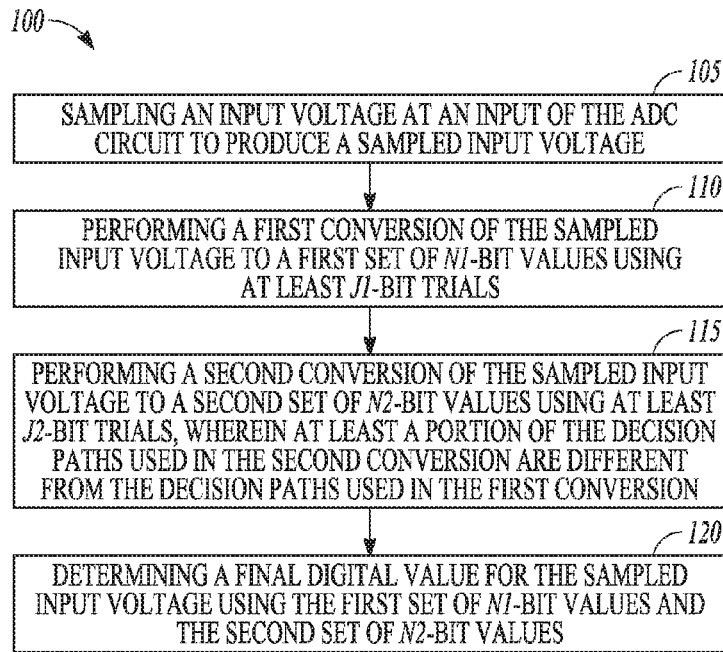 100
105
SAMPLING AN INPUT VOLTAGE AT AN INPUT OF THE ADC
CIRCUIT TO PRODUCE A SAMPLED INPUT VOLTAGE
110
PERFORMING A FIRST CONVERSION OF THE SAMPLED
INPUT VOLTAGE TO A FIRST SET OF N1-BIT VALUES USING
AT LEAST J1-BIT TRIALS
115
PERFORMING A SECOND CONVERSION OF THE SAMPLED INPUT
VOLTAGE TO A SECOND SET OF N2-BIT VALUES USING AT LEAST
J2-BIT TRIALS, WHEREIN AT LEAST A PORTION OF THE DECISION
PATHS USED IN THE SECOND CONVERSION ARE DIFFERENT
FROM THE DECISION PATHS USED IN THE FIRST CONVERSION
120
DETERMINING A FINAL DIGITAL VALUE FOR THE SAMPLED
INPUT VOLTAGE USING THE FIRST SET OF N1-BIT VALUES AND
THE SECOND SET OF N2-BIT VALUES